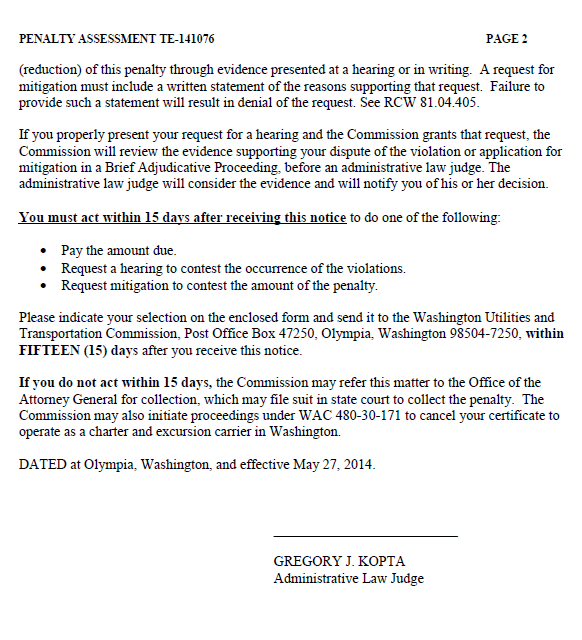 PENALTY ASSESSMENT TE-141076 PAGE 2
(reduction) of this penalty through evidence presented at a hearing or in writing. A request for
mitigation must include a written statement of the reasons supporting that request. Failure to
provide such a statement will result in denial of the request. See RCW 81.04.405.
If you properly present your request for a hearing and the Commission grants that request, the
Commission will review the evidence supporting your dispute of the violation or application for
mitigation in a Brief Adjudicative Proceeding, before an administrative law judge. The
administrative law judge will consider the evidence and will notify you of his or her decision.
You must act within 15 days after receiving this notice to do one of the following:
• Pay the amount due.
• Request a hearing to contest the occurrence of the violations.
• Request mitigation to contest the amount of the penalty.
Please indicate your selection on the enclosed form and send it to the Washington Utilities and
Transportation Commission, Post Office Box 47250, Olympia, Washington 98504-7250, within
FIFTEEN (15) days after you receive this notice.
If you do not act within 15 days, the Commission may refer this matter to the Office of the
Attorney General for collection, which may file suit in state court to collect the penalty. The
Commission may also initiate proceedings under WAC 480-30-171 to cancel your certificate to
operate as a charter and excursion carrier in Washington.
DATED at Olympia, Washington, and effective May 27, 2014.
GREGORY J. KOPTA
Administrative Law Judge